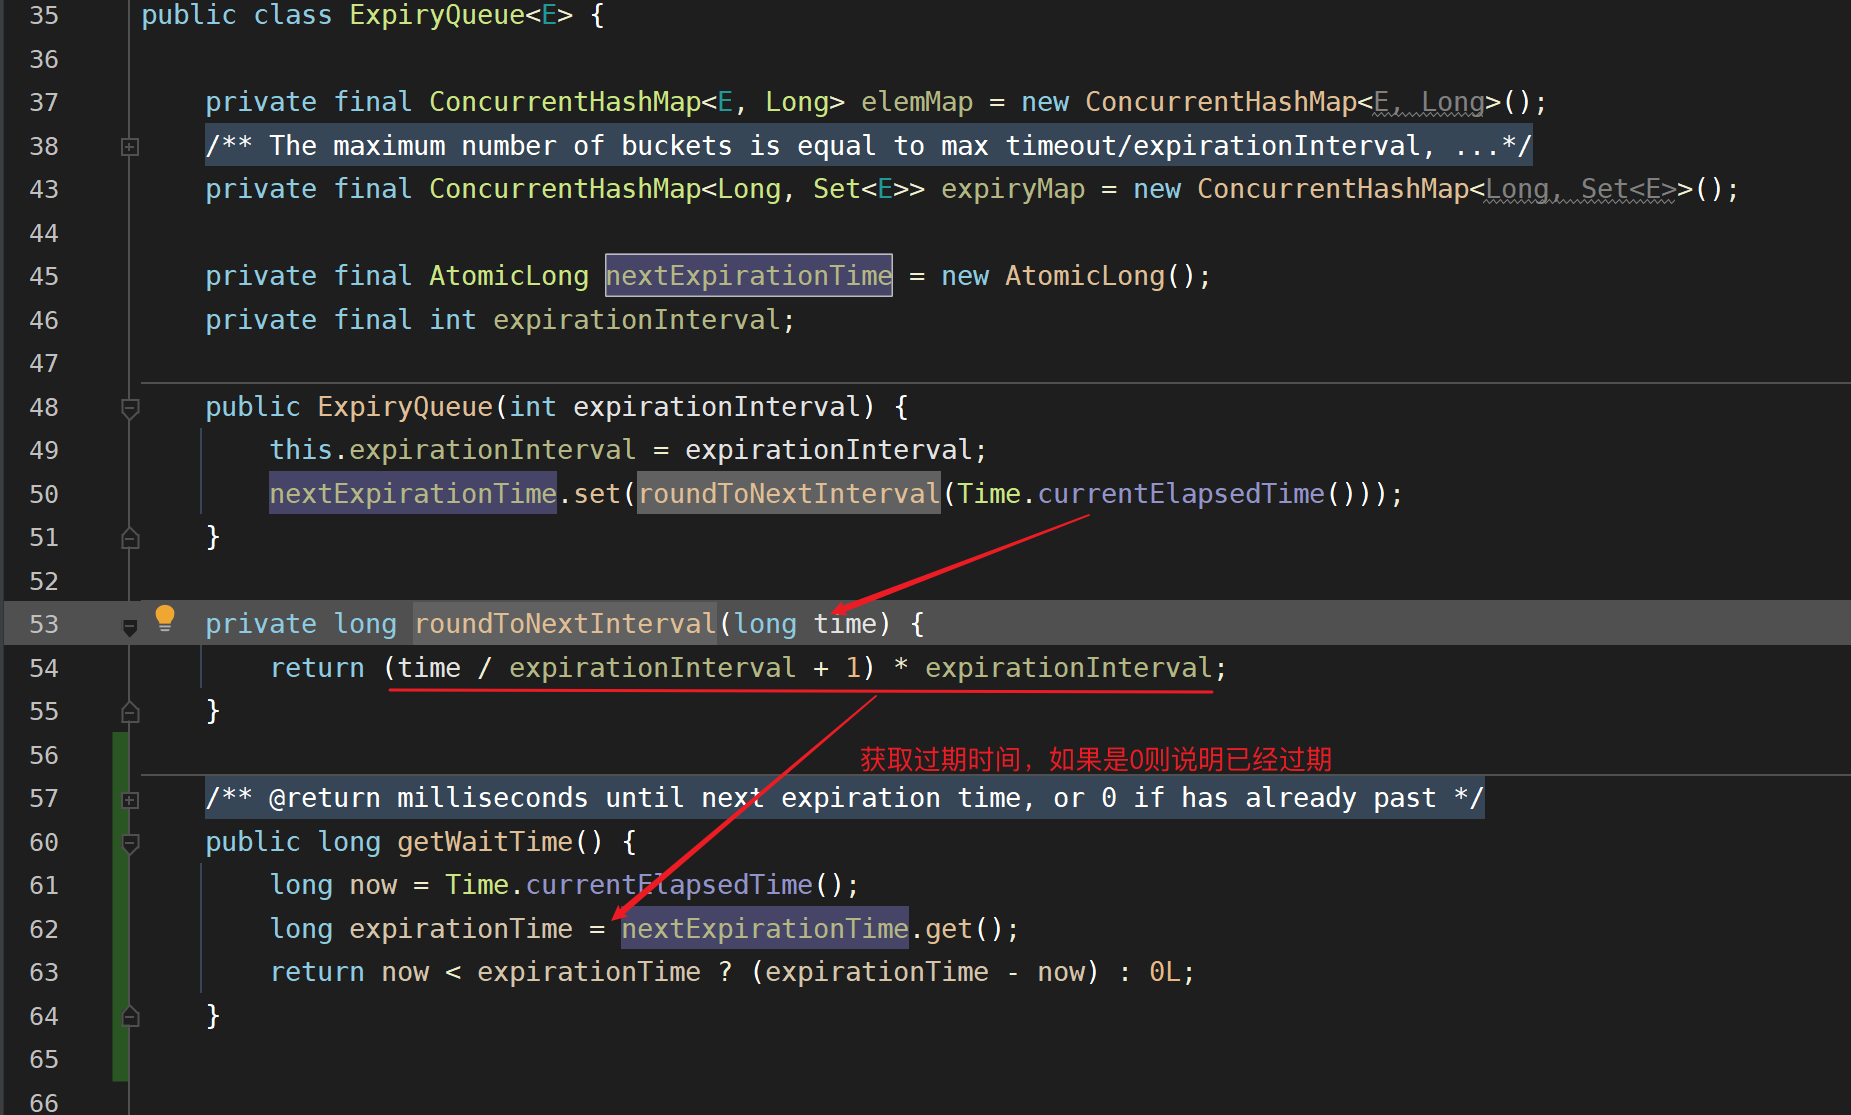 35 public class ExpiryQueue<E> {
36
37 private final ConcurrentHashMap<E, Long> elemMap = new ConcurrentHashMap<E, Long>();
38 /** The maximum number of buckets is equal to max timeout/expirationInterval, ...*/
43 private final ConcurrentHashMap<Long, Set<E>> expiryMap = new ConcurrentHashMap<Long, Set<E>>();
44
45 private final AtomicLong nextExpirationTime = new AtomicLong();
46 private final int expirationInterval;
47
48 public ExpiryQueue(int expirationInterval) {
49 this.expirationInterval = expirationInterval;
50 nextExpirationTime.set(roundToNextInterval(Time.currentElapsedTime()));
51 }
52
53 private long roundToNextInterval(long time) {
54 return (time / expirationInterval + 1) * expirationInterval;
55 }
56
获取过期时间，如果是0则说明已经过期
57 /** @return milliseconds until next expiration time, or 0 if has already past */
60 public long getWaitTime() {
61 long now = Time.currentElapsedTime();
62 long expirationTime = nextExpirationTime.get();
63 return now < expirationTime ? (expirationTime - now) : 0L;
64 }
65
66